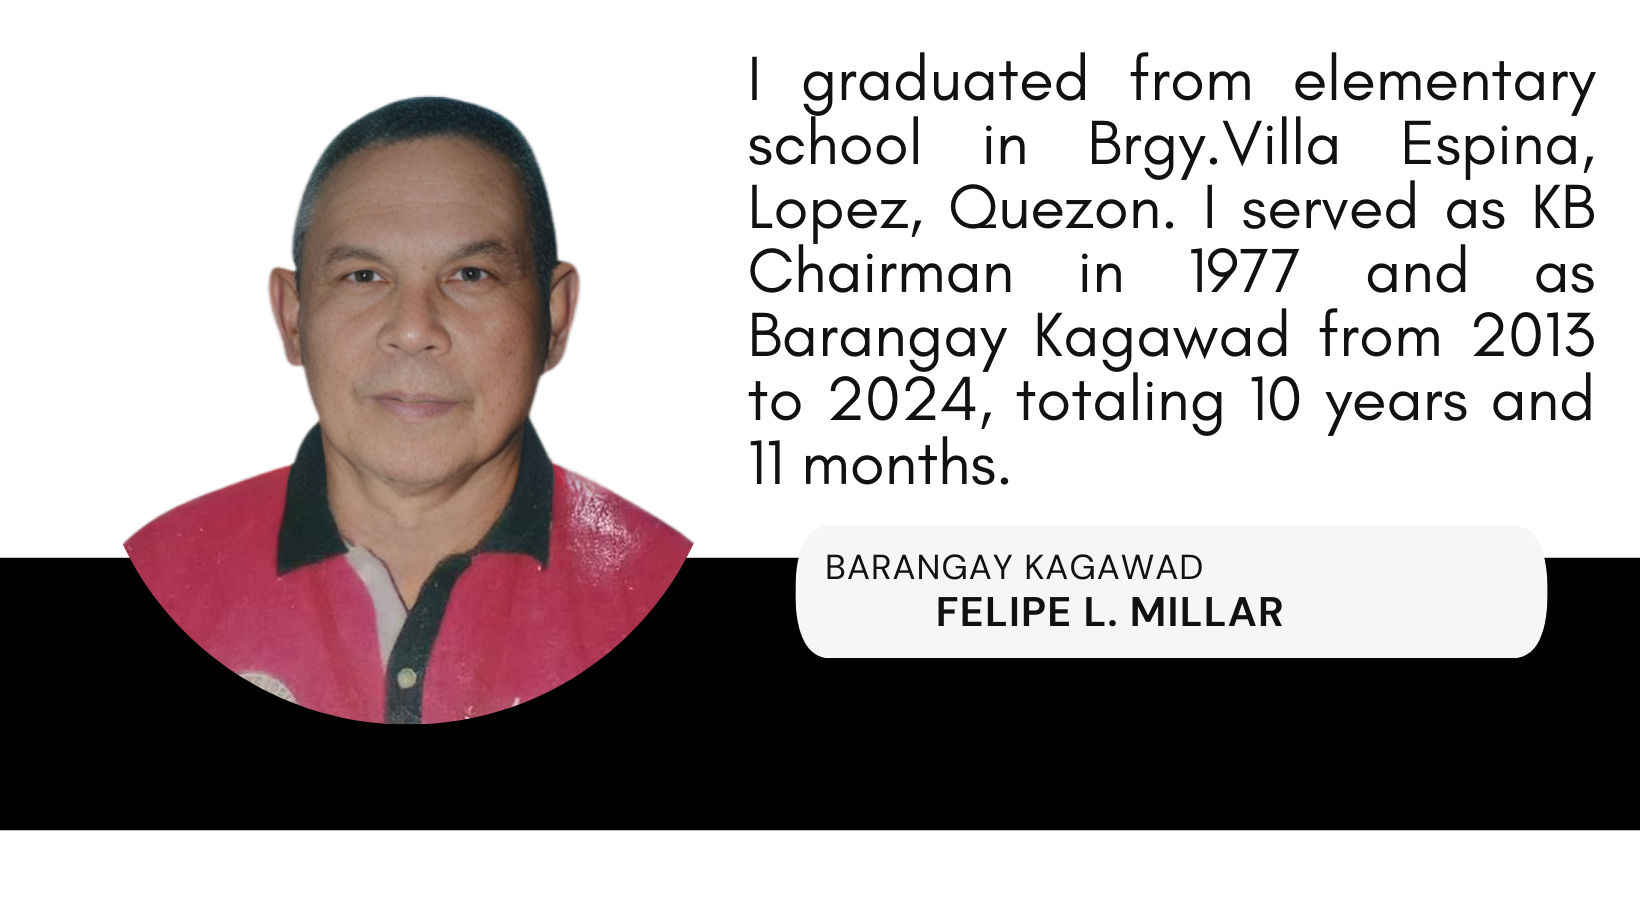 I graduated from elementary
school in Brgy.Villa Espina,
Lopez, Quezon. I served as KB
Chairman in 1977 and as
Barangay Kagawad from 2013
to 2024, totaling 10 years and
11 months.
BARANGAY KAGAWAD
FELIPE L. MILLAR